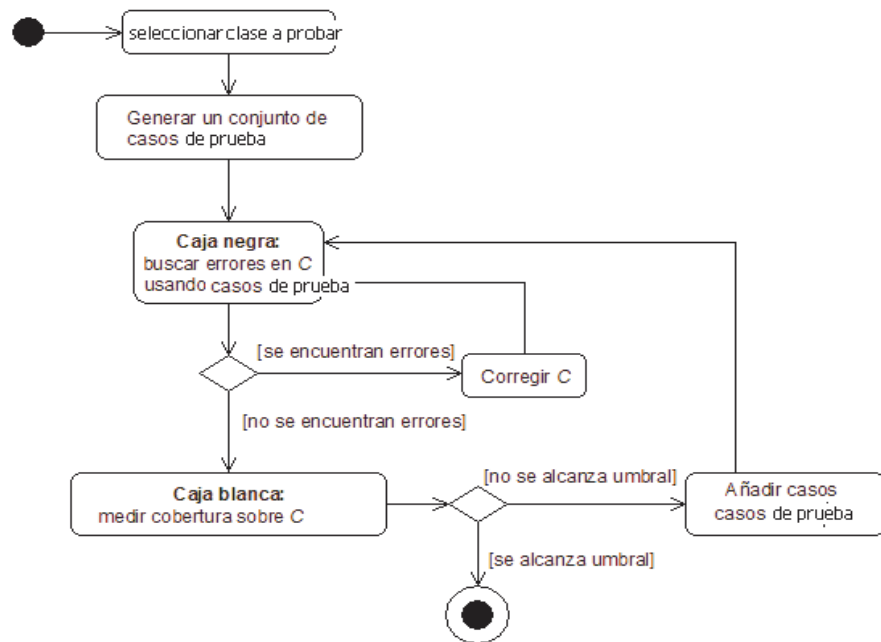 seleccionar clase a probar
Generar un conjunto de
casos de prueba
Caja negra:
buscar errores en C
usando casos de prueba
[se encuentran errores]
Corregir C
[no se encuentran errores]
Caja blanca:
medir cobertura sobre C
[no se alcanza umbral]
Añadir casos
casos de prueba
[se alcanza umbral]